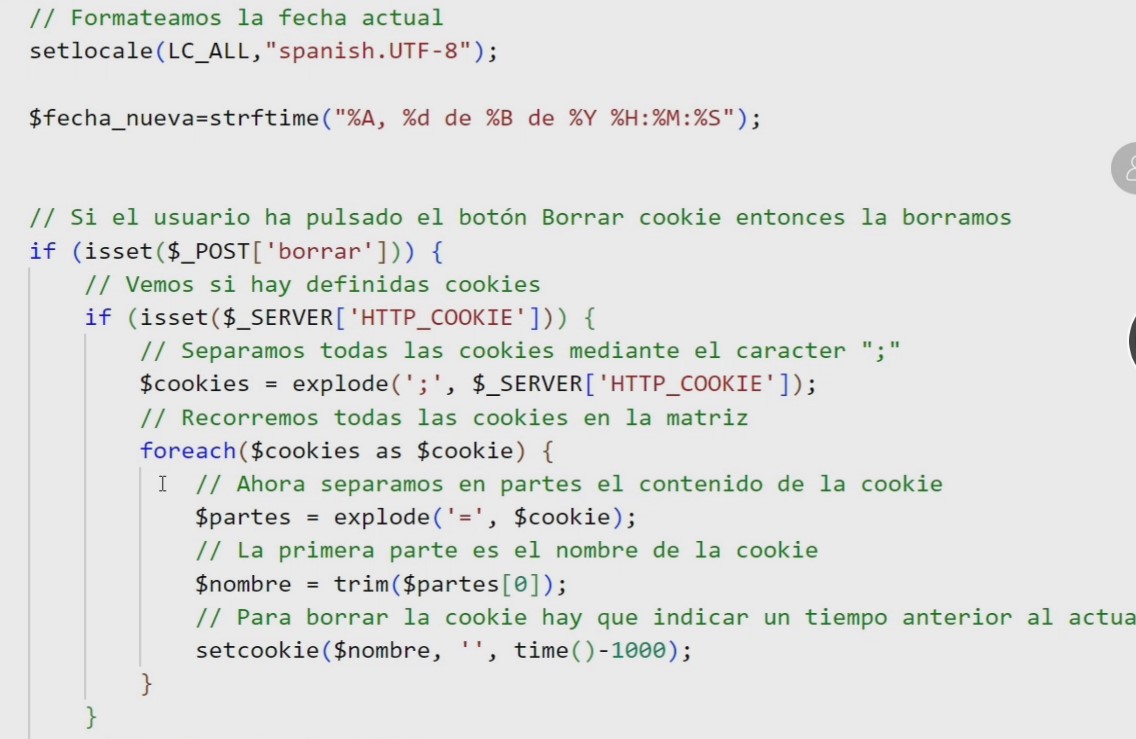 // Formateamos la fecha actual
setlocale(LC_ALL,"spanish.UTF-8");
$fecha_nueva=strftime("%A, %d de %B de %Y %H:%M:%S");
// Si el usuario ha pulsado el botón Borrar cookie entonces la borramos
if (isset($_POST['borrar'])) {
// Vemos si hay definidas cookies
if (isset($_SERVER['HTTP_COOKIE'])) {
// Separamos todas las cookies mediante el caracter ";"
$cookies = explode(';', $_SERVER['HTTP_COOKIE']);
// Recorremos todas las cookies en la matriz
foreach($cookies as $cookie) {
// Ahora separamos en partes el contenido de la cookie
$partes = explode('=', $cookie);
// La primera parte es el nombre de la cookie
$nombre = trim($partes[0]);
// Para borrar la cookie hay que indicar un tiempo anterior al actua
setcookie($nombre, '', time()-1000);
}
}